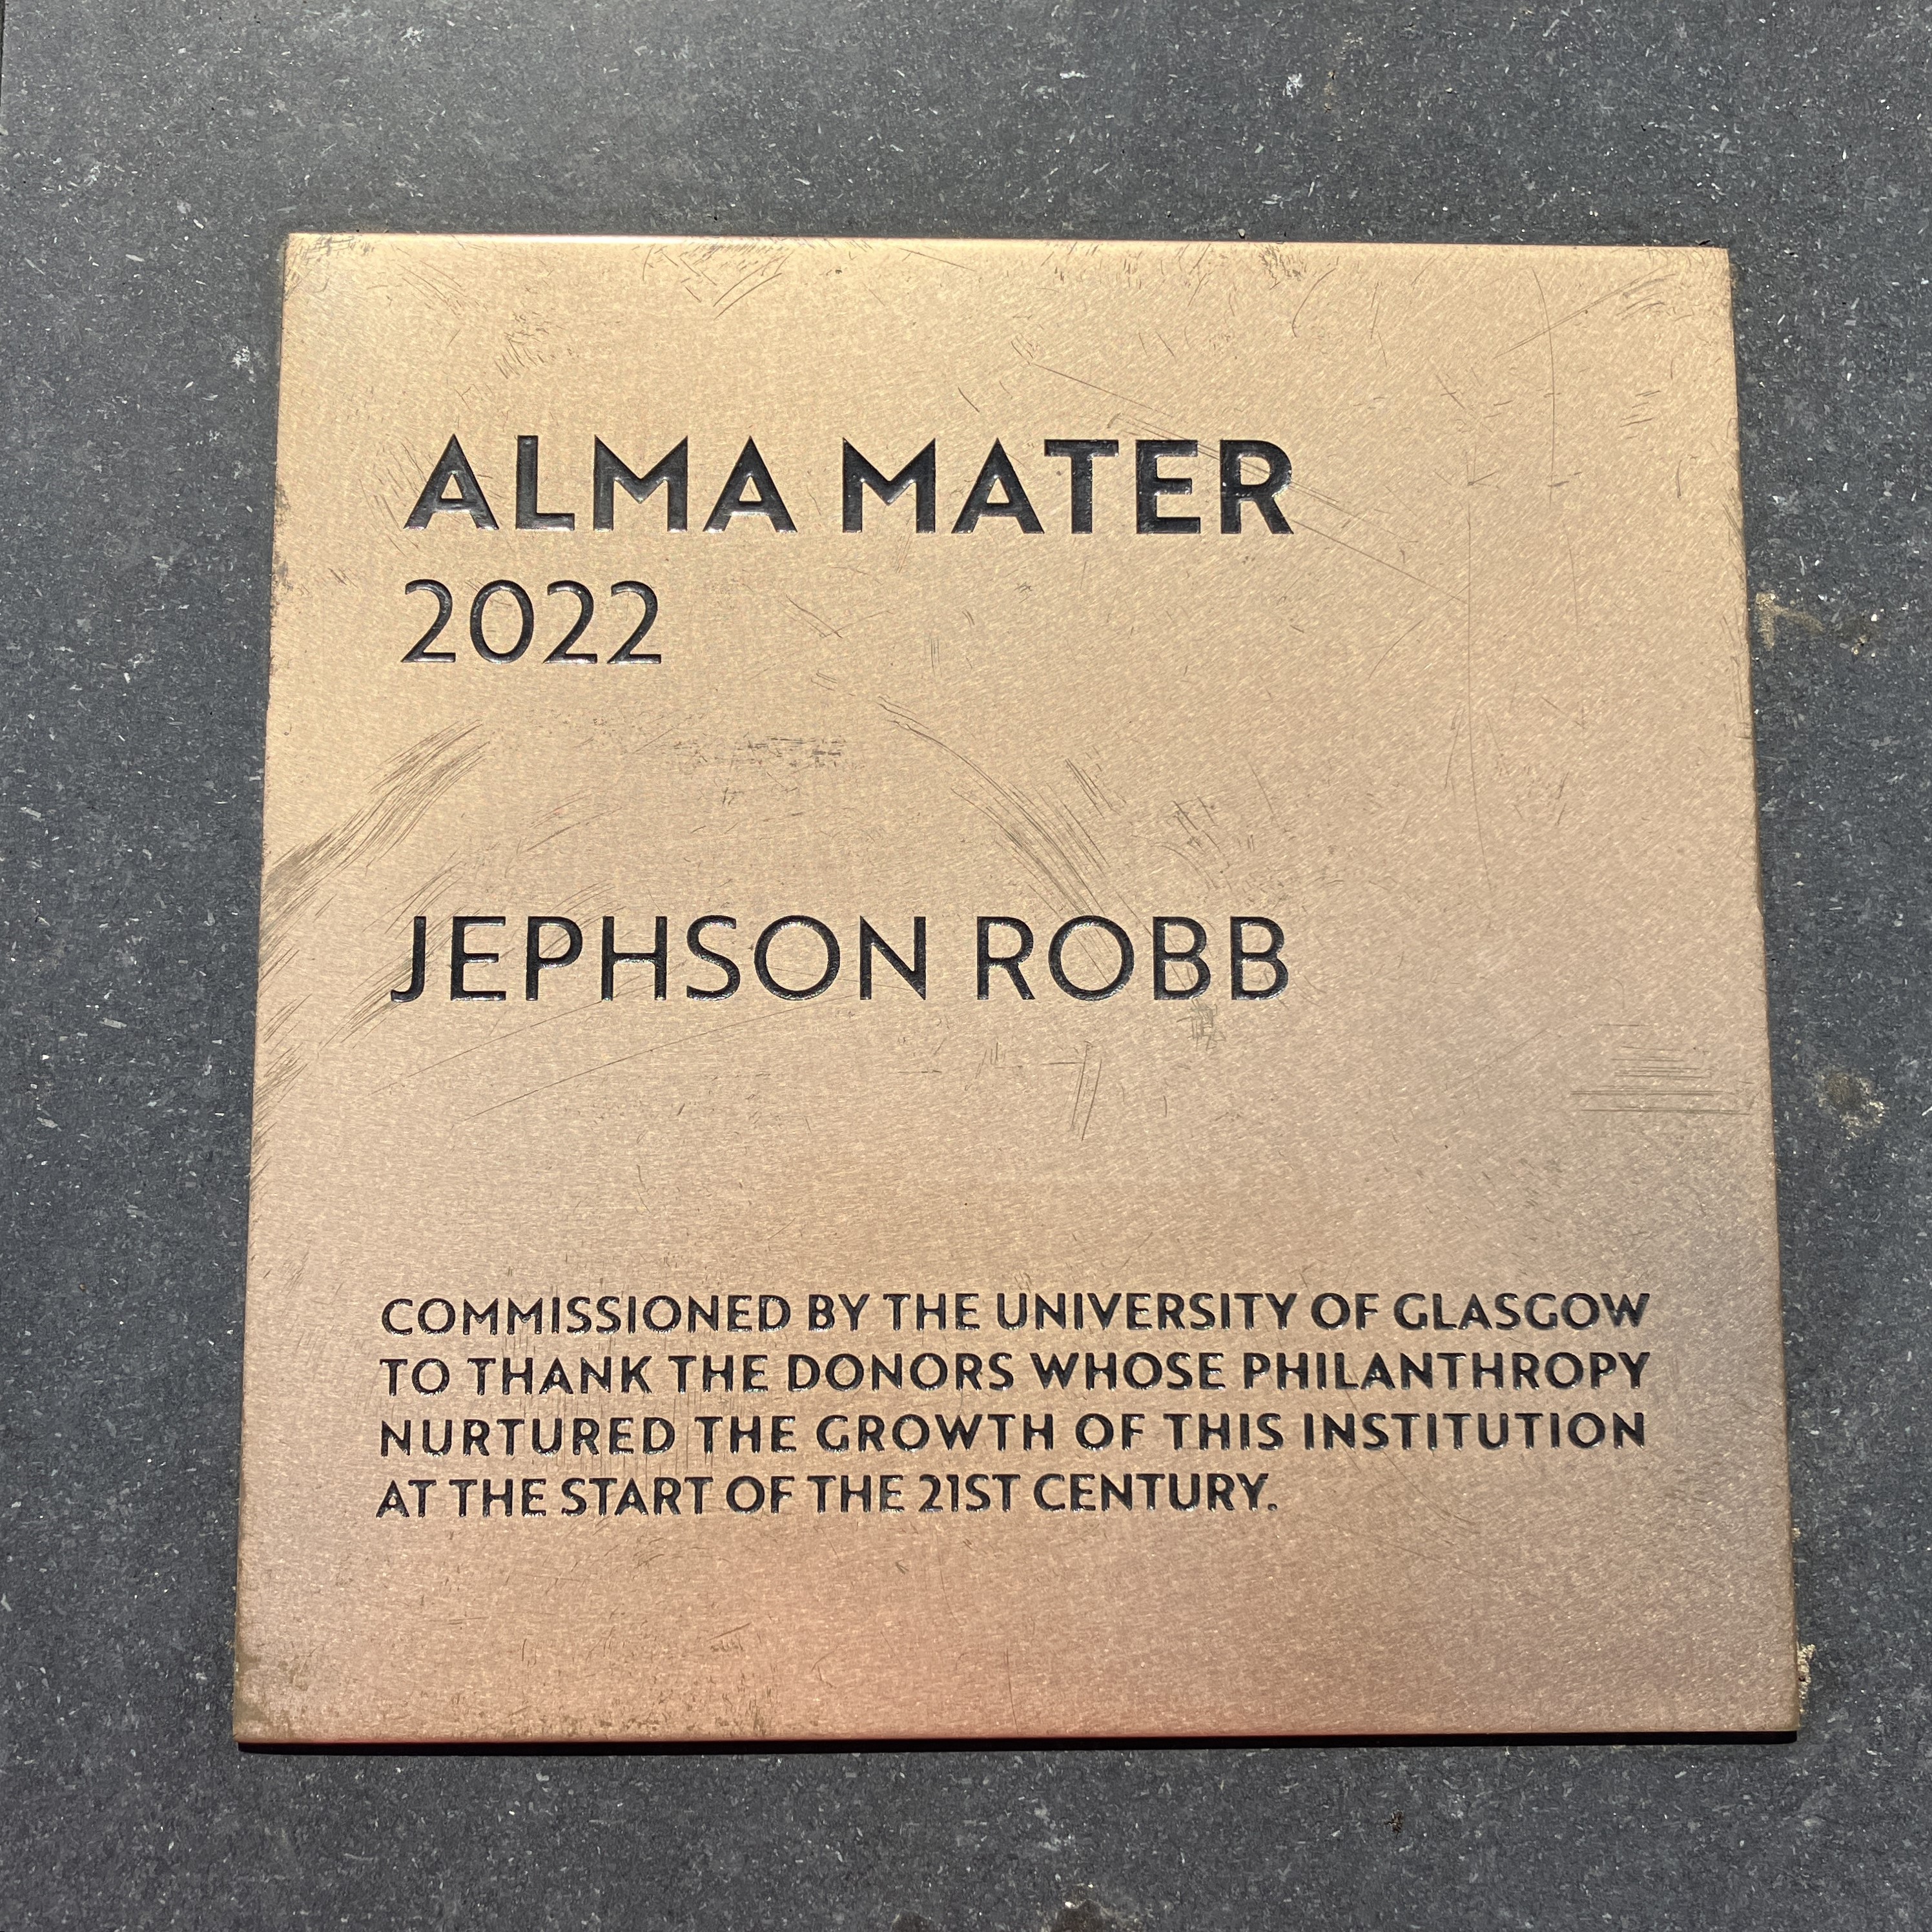 ALMA MATER
2022
JEPHSON ROBB
COMMISSIONED BY THE UNIVERSITY OF GLASGOW
TO THANK THE DONORS WHOSE PHILANTHROPY
NURTURED THE GROWTH OF THIS INSTITUTION
AT THE START OF THE 21ST CENTURY.